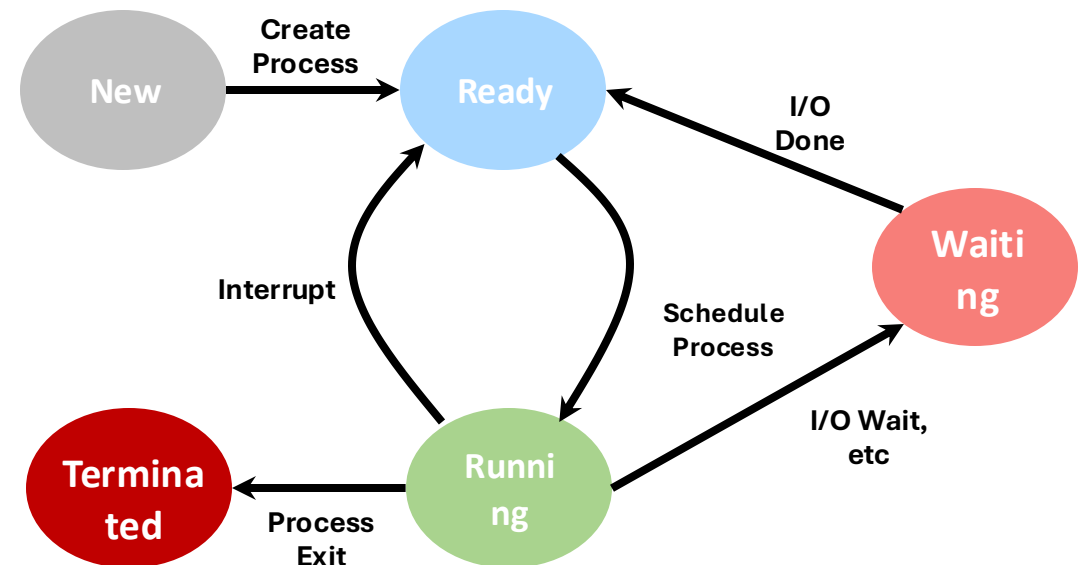 Create
Process
New
Ready
I/O
Done
Waiti
ng
Interrupt
Schedule
Process
I/O Wait,
etc
Termina
ted
Runni
ng
Process
Exit